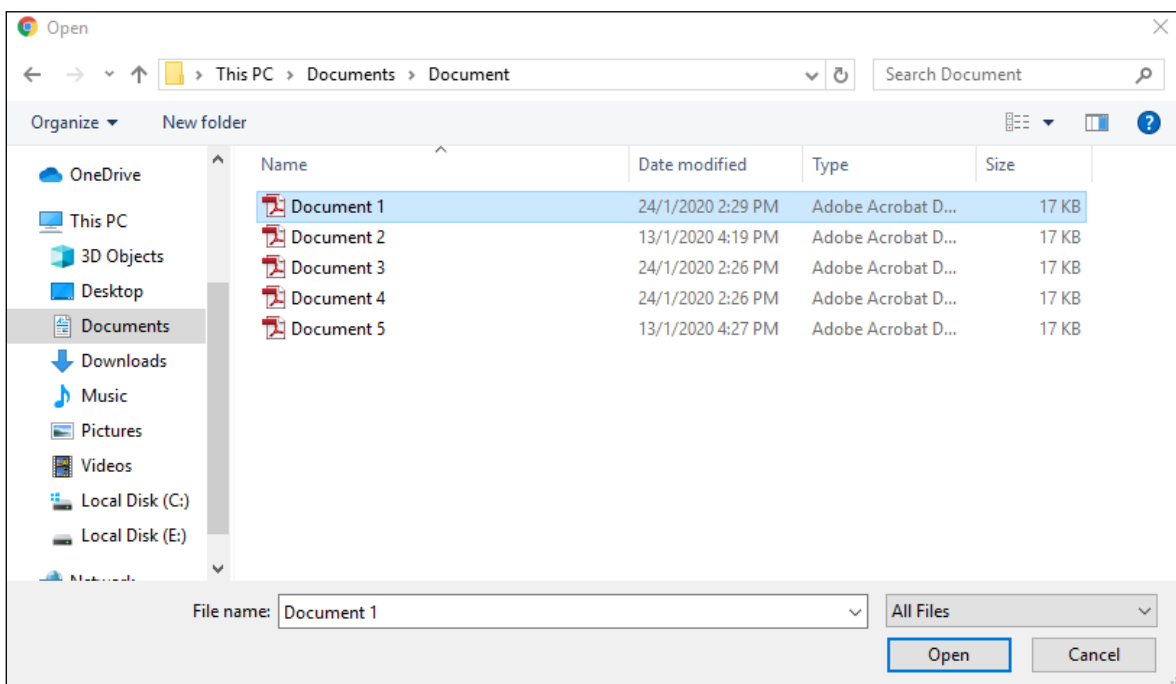 Open
This PC > Documents > Document
Search Document
Organize
New folder
Name Date modified Type Size
OneDrive
This PC
3D Objects
Desktop
Documents
Downloads
Music
Pictures
Videos
Local Disk (C:)
Local Disk (E:)
Network
Document 1 24/1/2020 2:29 PM Adobe Acrobat D... 17 KB
Document 2 13/1/2020 4:19 PM Adobe Acrobat D... 17 KB
Document 3 24/1/2020 2:26 PM Adobe Acrobat D... 17 KB
Document 4 24/1/2020 2:26 PM Adobe Acrobat D... 17 KB
Document 5 13/1/2020 4:27 PM Adobe Acrobat D... 17 KB
File name: Document 1
All Files
Open
Cancel